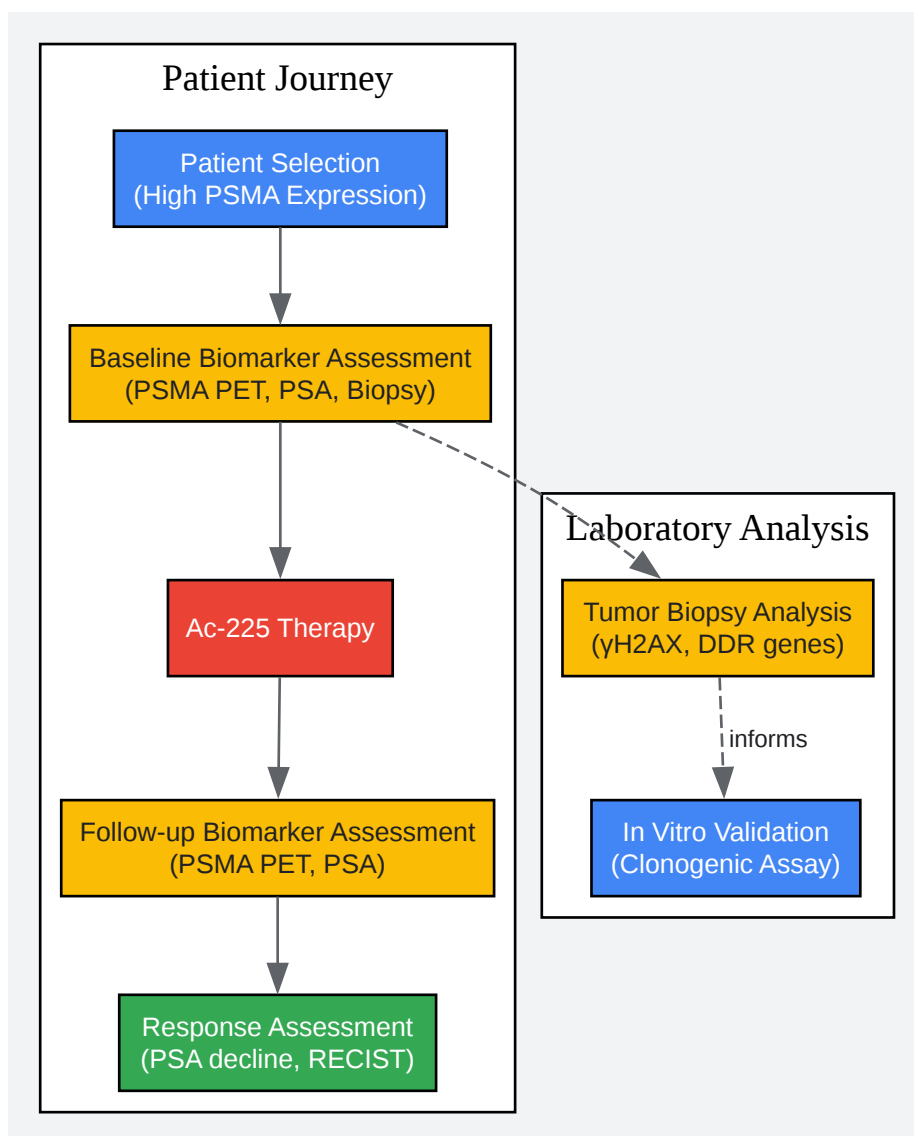 Patient Journey
Patient Selection
(High PSMA Expression)
Baseline Biomarker Assessment
(PSMA PET, PSA, Biopsy)
Ac-225 Therapy
Follow-up Biomarker Assessment
(PSMA PET, PSA)
Response Assessment
(PSA decline, RECIST)
Laboratory Analysis
Tumor Biopsy Analysis
(γH2AX, DDR genes)
informs
In Vitro Validation
(Clonogenic Assay)